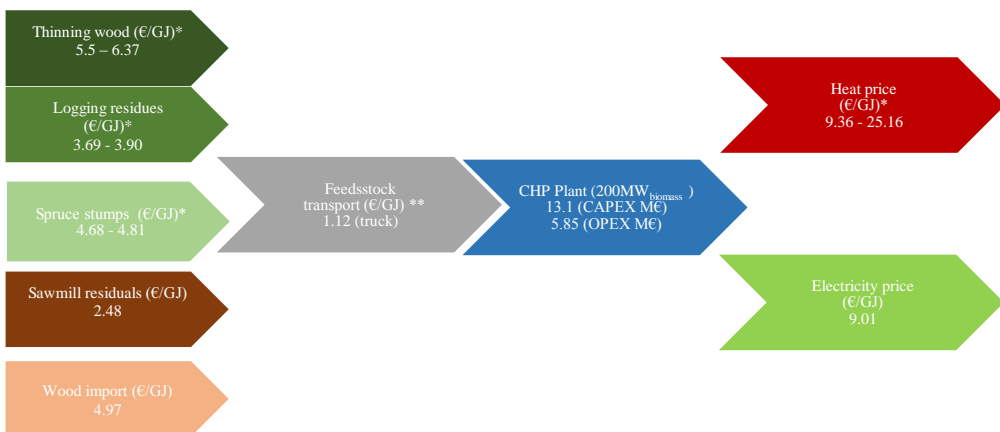 Thinning wood (€/GJ)*
5.5 – 6.37
Logging residues
(€/GJ)*
3.69 - 3.90
Spruce stumps (€/GJ)*
4.68 - 4.81
Sawmill residuals (€/GJ)
2.48
Wood import (€/GJ)
4.97
Feedsstock
transport (€/GJ) **
1.12 (truck)
CHP Plant (200MWbiomass )
13.1 (CAPEX M€)
5.85 (OPEX M€)
Heat price
(€/GJ)*
9.36 - 25.16
Electricity price
(€/GJ)
9.01